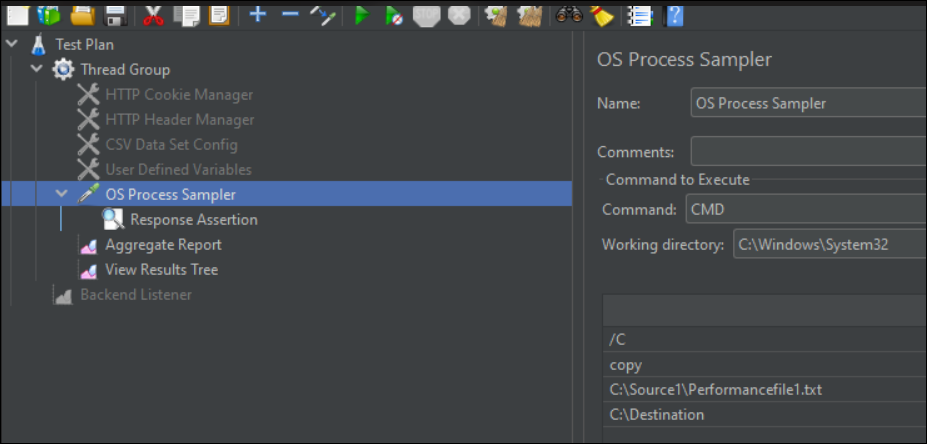 Test Plan
Thread Group
HTTP Cookie Manager
HTTP Header Manager
CSV Data Set Config
User Defined Variables
OS Process Sampler
Response Assertion
Aggregate Report
View Results Tree
Backend Listener
OS Process Sampler
Name: OS Process Sampler
Comments:
Command to Execute
Command: CMD
Working directory: C:\Windows\System32
/C
copy
C:\Source1\Performancefile1.txt
C:\Destination